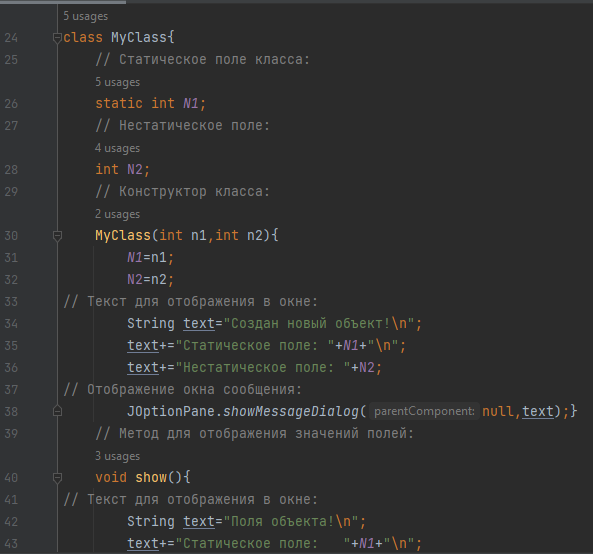 5 usages
24 class MyClass{
25 // Статическое поле класса:
5 usages
26 static int N1;
27 // Нестатическое поле:
4 usages
28 int N2;
29 // Конструктор класса:
2 usages
30 MyClass(int n1,int n2){
31 N1=n1;
32 N2=n2;
33 // Текст для отображения в окне:
34 String text="Создан новый объект!\n";
35 text+="Статическое поле: "+N1+"\n";
36 text+="Нестатическое поле: "+N2;
37 // Отображение окна сообщения:
38 JOptionPane.showMessageDialog( parentComponent: null,text);}
39 // Метод для отображения значений полей:
3 usages
40 void show(){
41 // Текст для отображения в окне:
42 String text="Поля объекта!\n";
43 text+="Статическое поле:   "+N1+"\n";